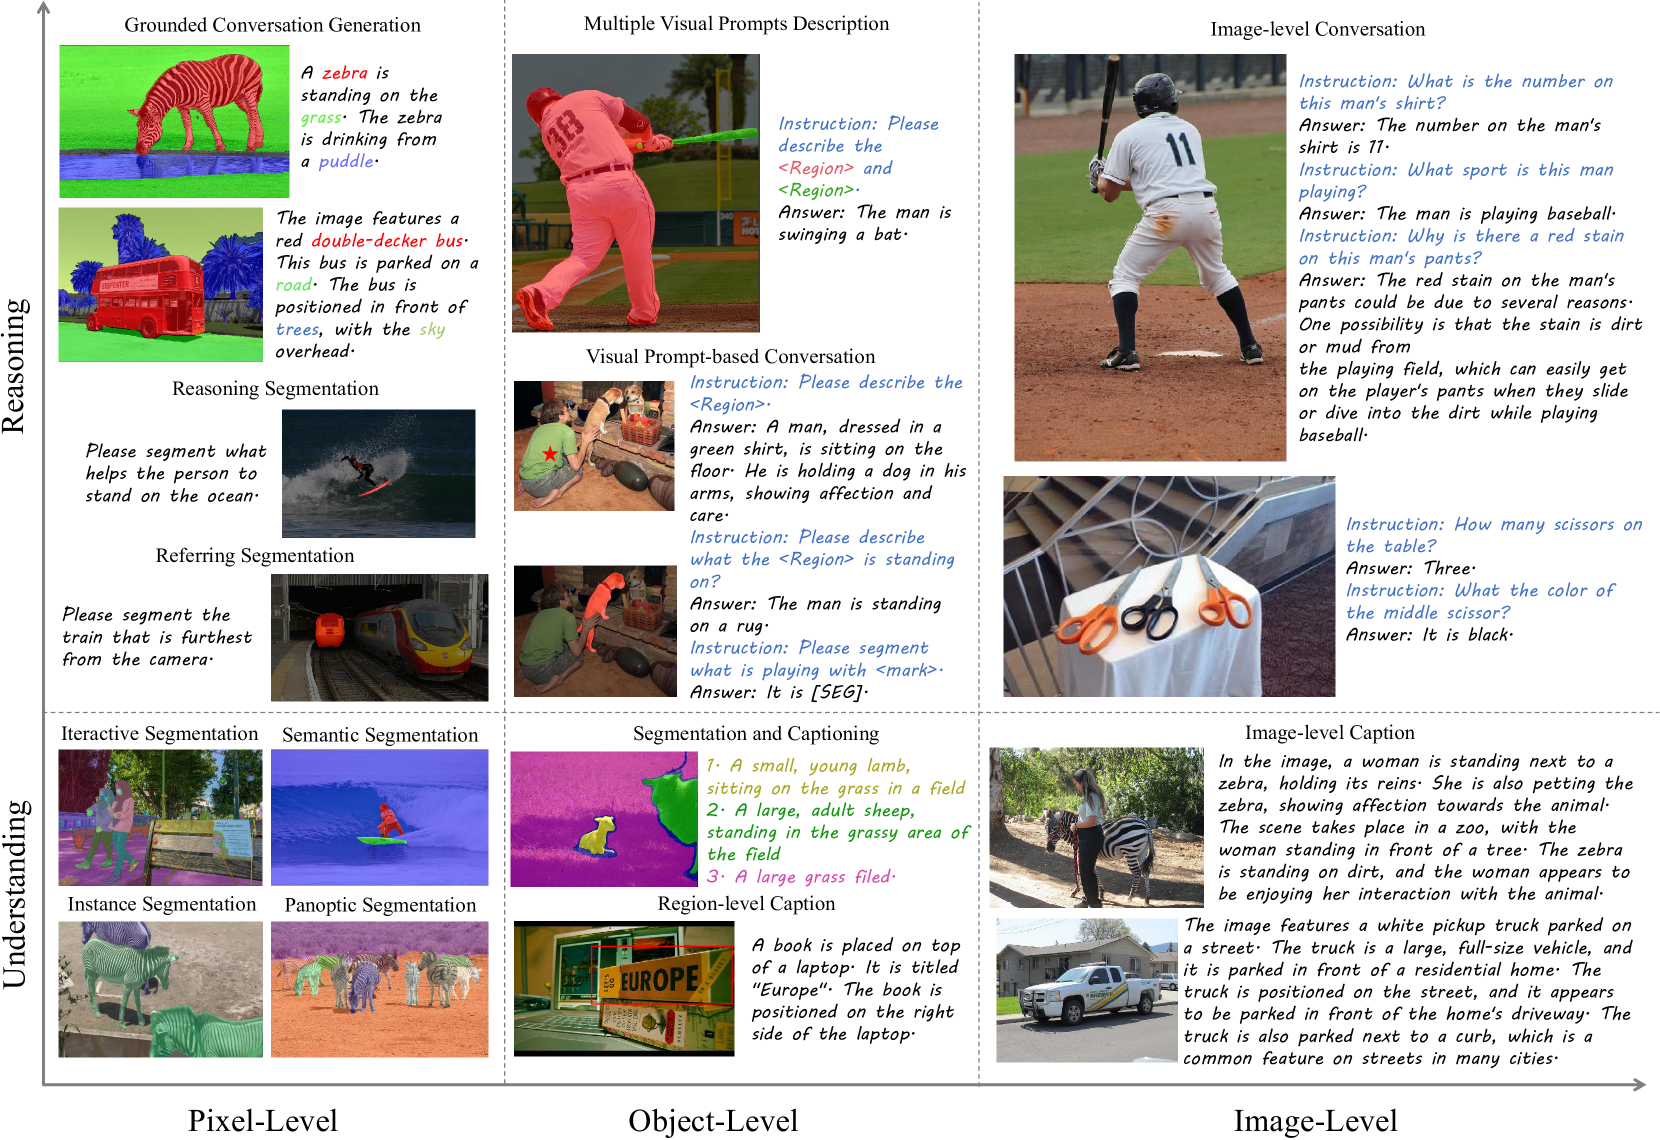 Reasoning
Understanding
Grounded Conversation Generation
A zebra is
standing on the
grass. The zebra
is drinking from
a puddle.
The image features a
red double-decker bus.
This bus is parked on a
road. The bus is
positioned in front of
trees, with the sky
overhead.
Reasoning Segmentation
Please segment what
helps the person to
stand on the ocean.
Referring Segmentation
Please segment the
train that is furthest
from the camera.
Iteractive Segmentation
Semantic Segmentation
Instance Segmentation
Panoptic Segmentation
Multiple Visual Prompts Description
38
Instruction: Please
describe the
<Region> and
<Region>.
Answer: The man is
swinging a bat.
Visual Prompt-based Conversation
Instruction: Please describe the
<Region>.
Answer: A man, dressed in a
green shirt, is sitting on the
floor. He is holding a dog in his
arms, showing affection and
care.
Instruction: Please describe
what the <Region> is standing
on?
Answer: The man is standing
on a rug.
Instruction: Please segment
what is playing with <mark>.
Answer: It is [SEG].
Segmentation and Captioning
1. A small, young lamb,
sitting on the grass in a field
2. A large, adult sheep,
standing in the grassy area of
the field
3. A large grass filed.
Region-level Caption
LET'S GO
EUROPE
A book is placed on top
of a laptop. It is titled
"Europe". The book is
positioned on the right
side of the laptop.
Image-level Conversation
11
Instruction: What is the number on
this man's shirt?
Answer: The number on the man's
shirt is 11.
Instruction: What sport is this man
playing?
Answer: The man is playing baseball.
Instruction: Why is there a red stain
on this man's pants?
Answer: The red stain on the man's
pants could be due to several reasons.
One possibility is that the stain is dirt
or mud from
the playing field, which can easily get
on the player's pants when they slide
or dive into the dirt while playing
baseball.
Instruction: How many scissors on
the table?
Answer: Three.
Instruction: What the color of
the middle scissor?
Answer: It is black.
Image-level Caption
In the image, a woman is standing next to a
zebra, holding its reins. She is also petting the
zebra, showing affection towards the animal.
The scene takes place in a zoo, with the
woman standing in front of a tree. The zebra
is standing on dirt, and the woman appears to
be enjoying her interaction with the animal.
The image features a white pickup truck parked on
a street. The truck is a large, full-size vehicle, and
it is parked in front of a residential home. The
truck is positioned on the street, and it appears
to be parked in front of the home's driveway. The
truck is also parked next to a curb, which is a
common feature on streets in many cities.
Pixel-Level
Object-Level
Image-Level